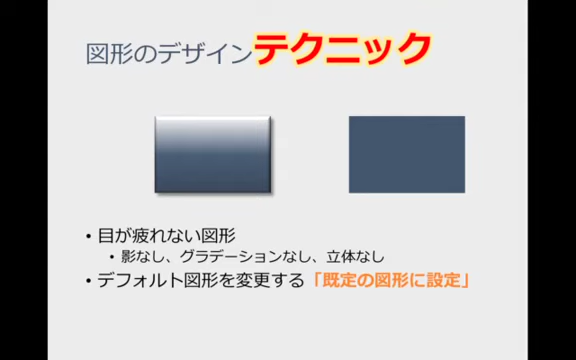 図形のデザインテクニック
• 目が疲れない図形
• 影なし、グラデーションなし、立体なし
• デフォルト図形を変更する「既定の図形に設定」